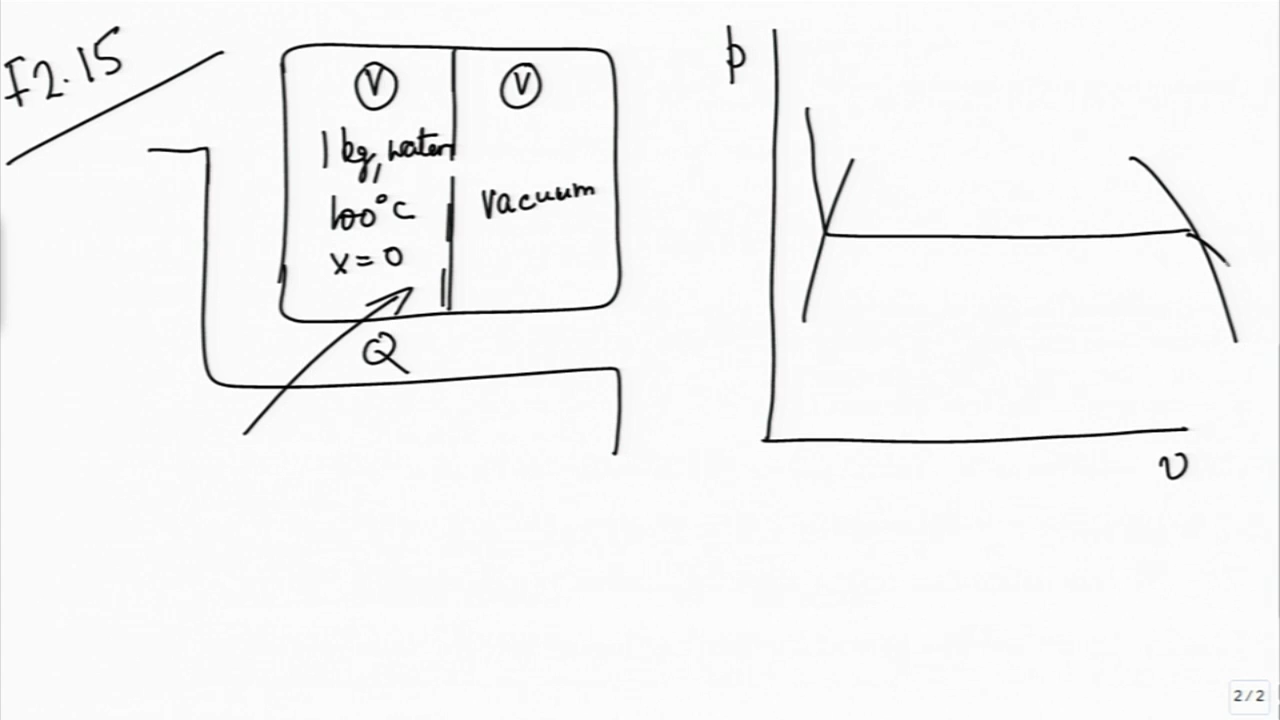 F2.15
V
V
1 kg, water
100°C
x = 0
Vacuum
Q
p
v
2/2